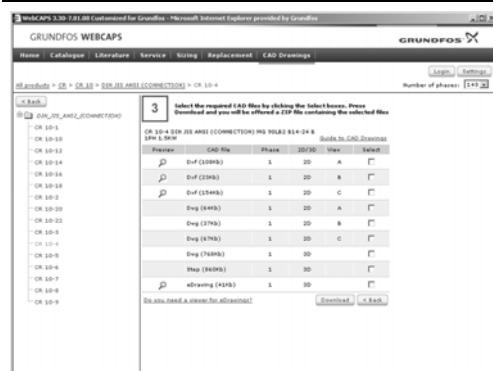 WebCAPS 3.30-7.01.08 Customized for Grundfos - Microsoft Internet Explorer provided by Grundfos
GRUNDFOS WEBCAPS
GRUNDFOS
Home Catalogue Literature Service Sizing Replacement CAD Drawings
Login Settings
All products > CR > CR 10 > DIN JIS ANSI (CONNECTION) > CR 10-4
Number of phases: 1+3
< Back
DIN_JIS_ANSI_(CONNECTION)
CR 10-1
CR 10-10
CR 10-12
CR 10-14
CR 10-16
CR 10-18
CR 10-2
CR 10-20
CR 10-22
CR 10-3
CR 10-4
CR 10-5
CR 10-6
CR 10-7
CR 10-8
CR 10-9
3
Select the required CAD files by clicking the Select boxes. Press
Download and you will be offered a ZIP file containing the selected files
CR 10-4 DIN JIS ANSI (CONNECTION) MG 90LB2 B14-24 &
1PH 1.5KW
Guide to CAD Drawings
Preview CAD file Phase 2D/3D View Select
Dxf (108Kb) 1 2D A
Dxf (23Kb) 1 2D B
Dxf (154Kb) 1 2D C
Dwg (64Kb) 1 2D A
Dwg (37Kb) 1 2D B
Dwg (67Kb) 1 2D C
Dwg (768Kb) 1 3D
Step (860Kb) 1 3D
eDrawing (41Kb) 1 3D
Do you need a viewer for eDrawings?
Download < Back